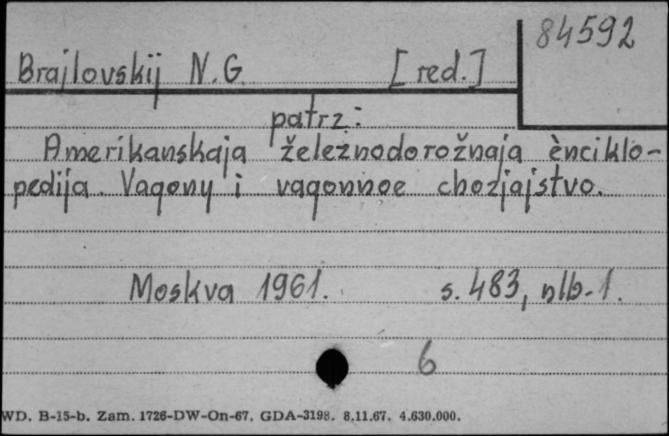 84592
Brajlovskij N.G. [red.]
patrz:
Amerikanskaja železnodorožnaja ènciklo-
pedija. Vagony i vagonnoe chozjajstvo.
Moskva 1961. s. 483, nlb. 1.
6
WD. B-15-b. Zam. 1726-DW-On-67. GDA-3198. 8.11.67. 4.630.000.